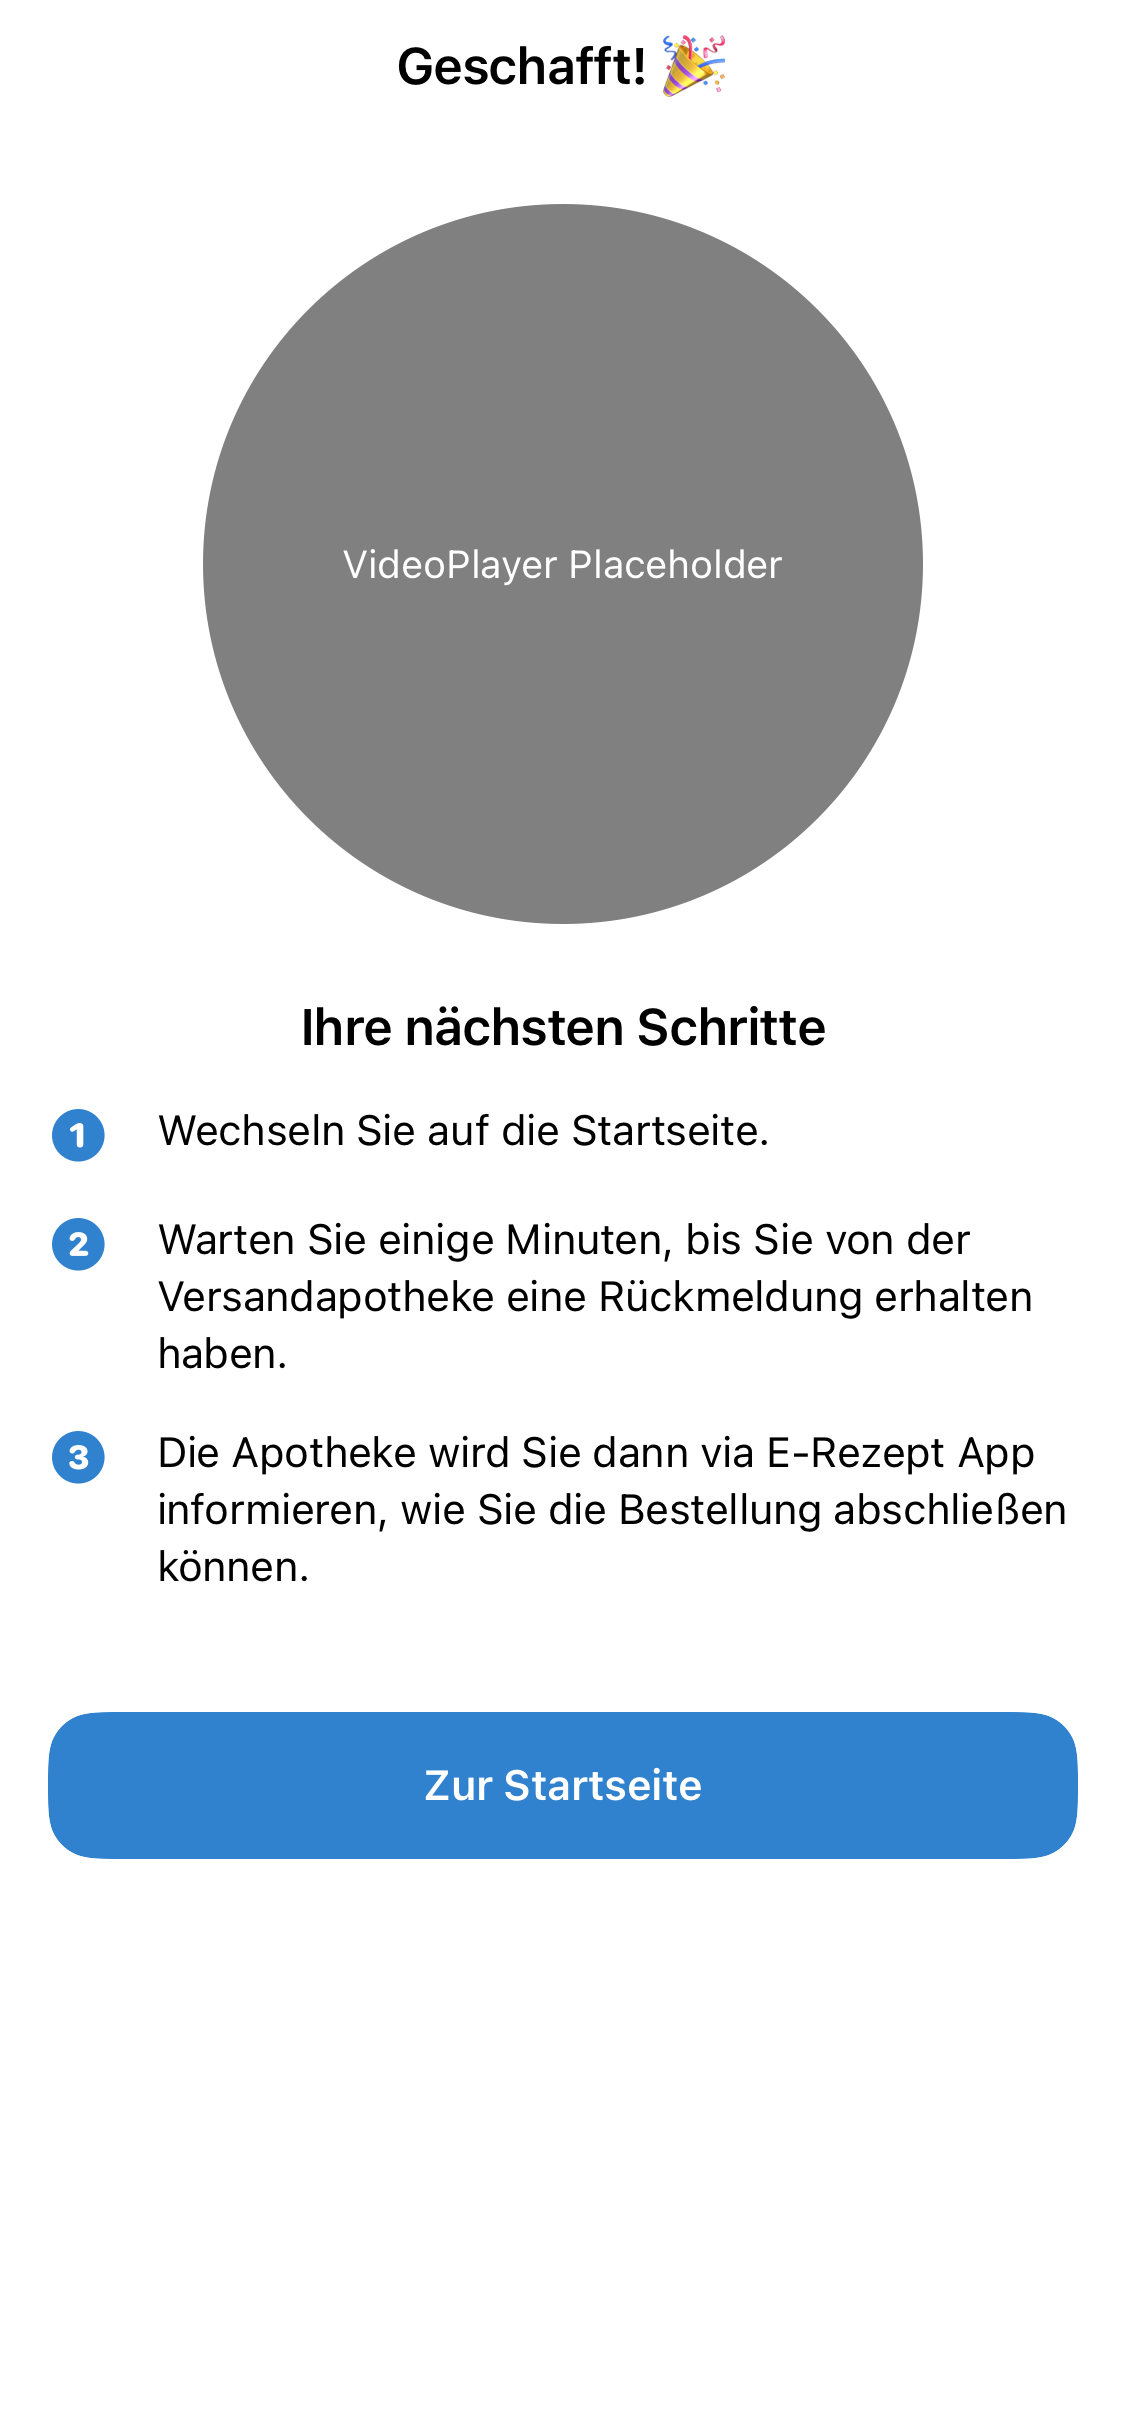 Geschafft! 🎉
VideoPlayer Placeholder
Ihre nächsten Schritte
1 Wechseln Sie auf die Startseite.
2 Warten Sie einige Minuten, bis Sie von der
Versandapotheke eine Rückmeldung erhalten
haben.
3 Die Apotheke wird Sie dann via E-Rezept App
informieren, wie Sie die Bestellung abschließen
können.
Zur Startseite